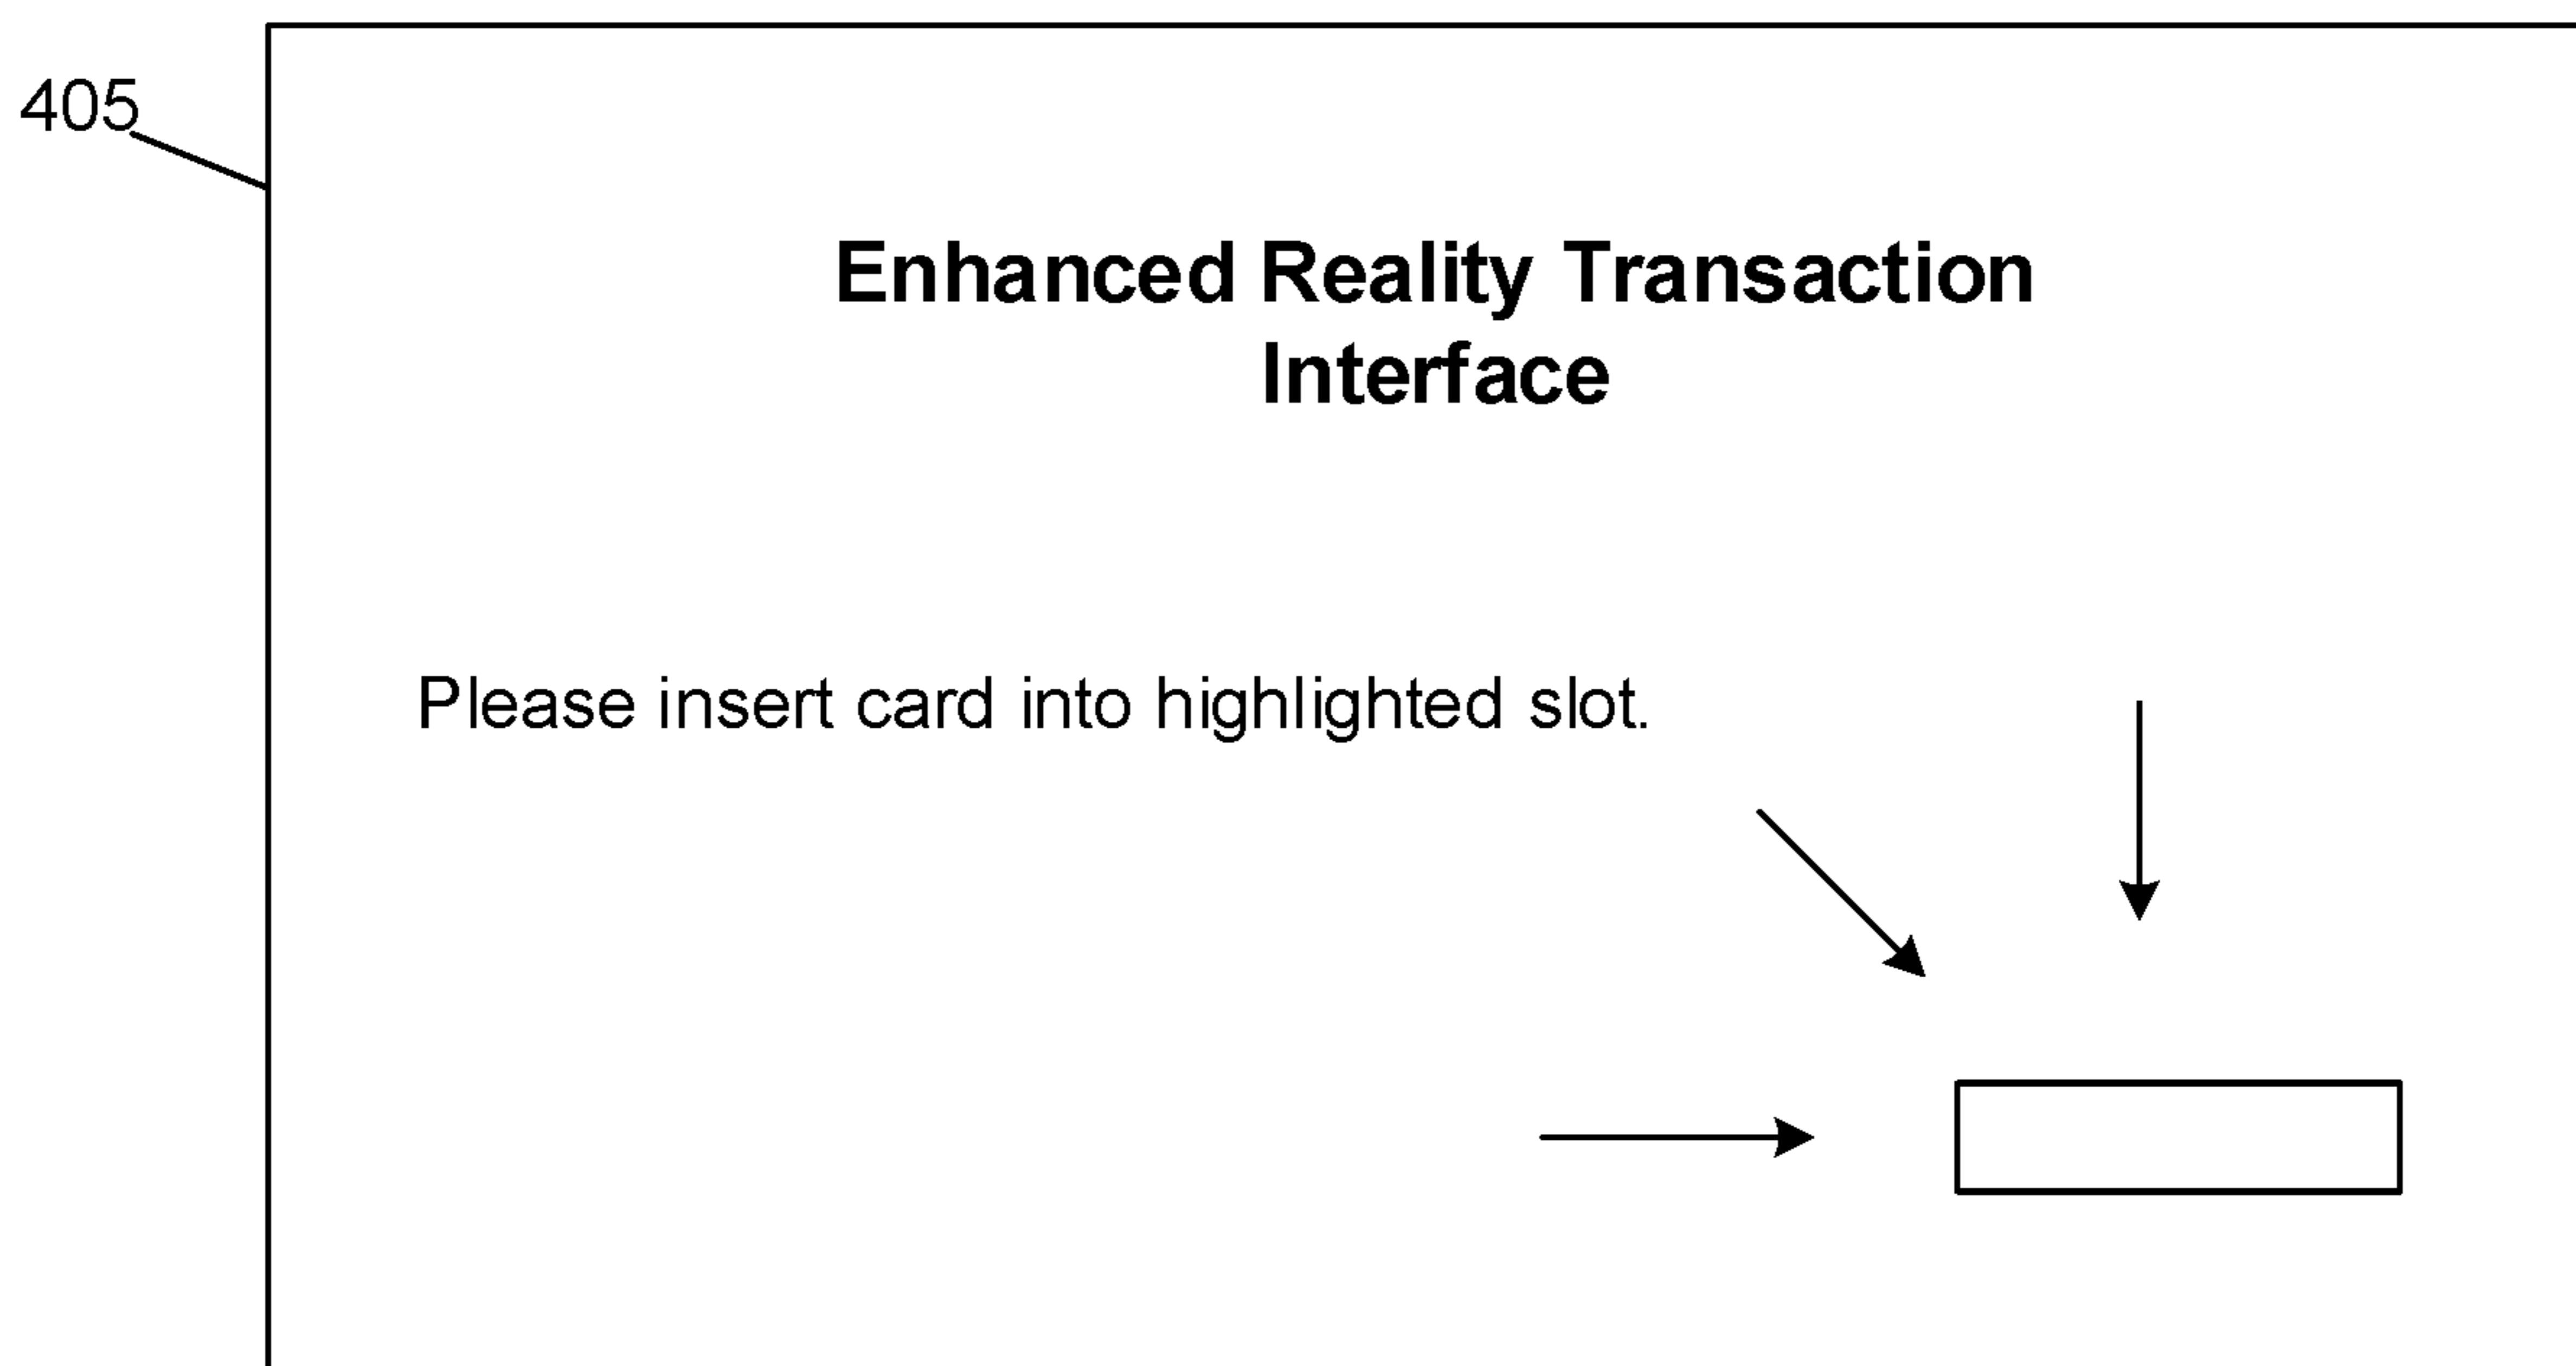 405
Enhanced Reality Transaction
Interface
Please insert card into highlighted slot.